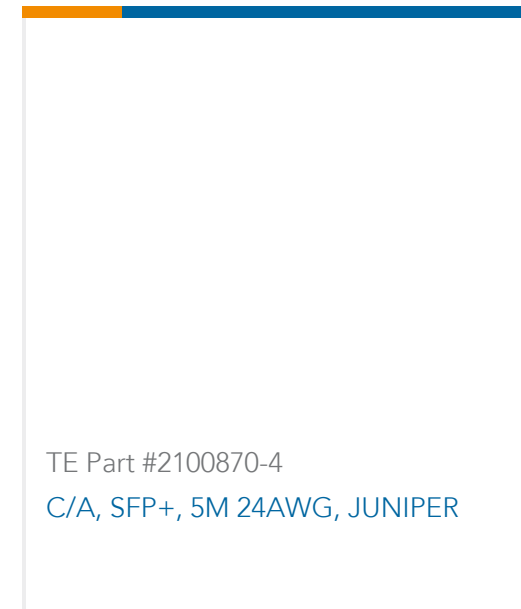 TE Part #2100870-4
C/A, SFP+, 5M 24AWG, JUNIPER